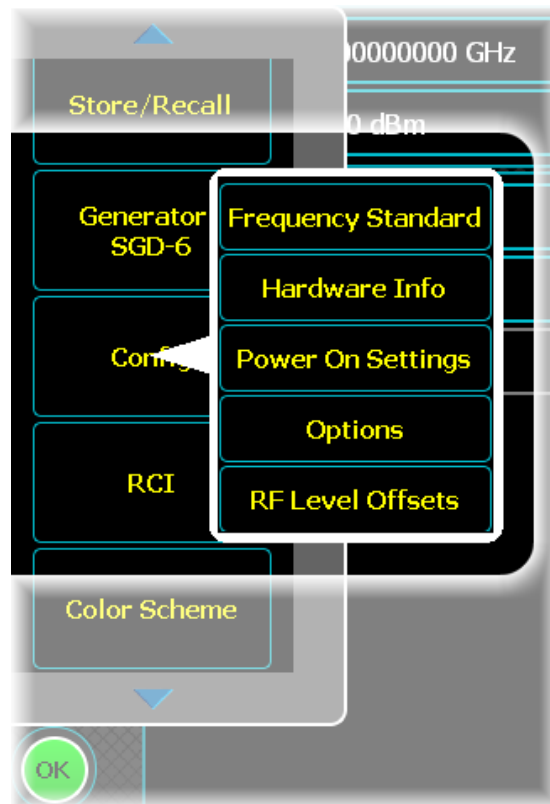 00000000 GHz
Store/Recall
0 dBm
Generator
SGD-6
Frequency Standard
Hardware Info
Config
Power On Settings
Options
RCI
RF Level Offsets
Color Scheme
OK